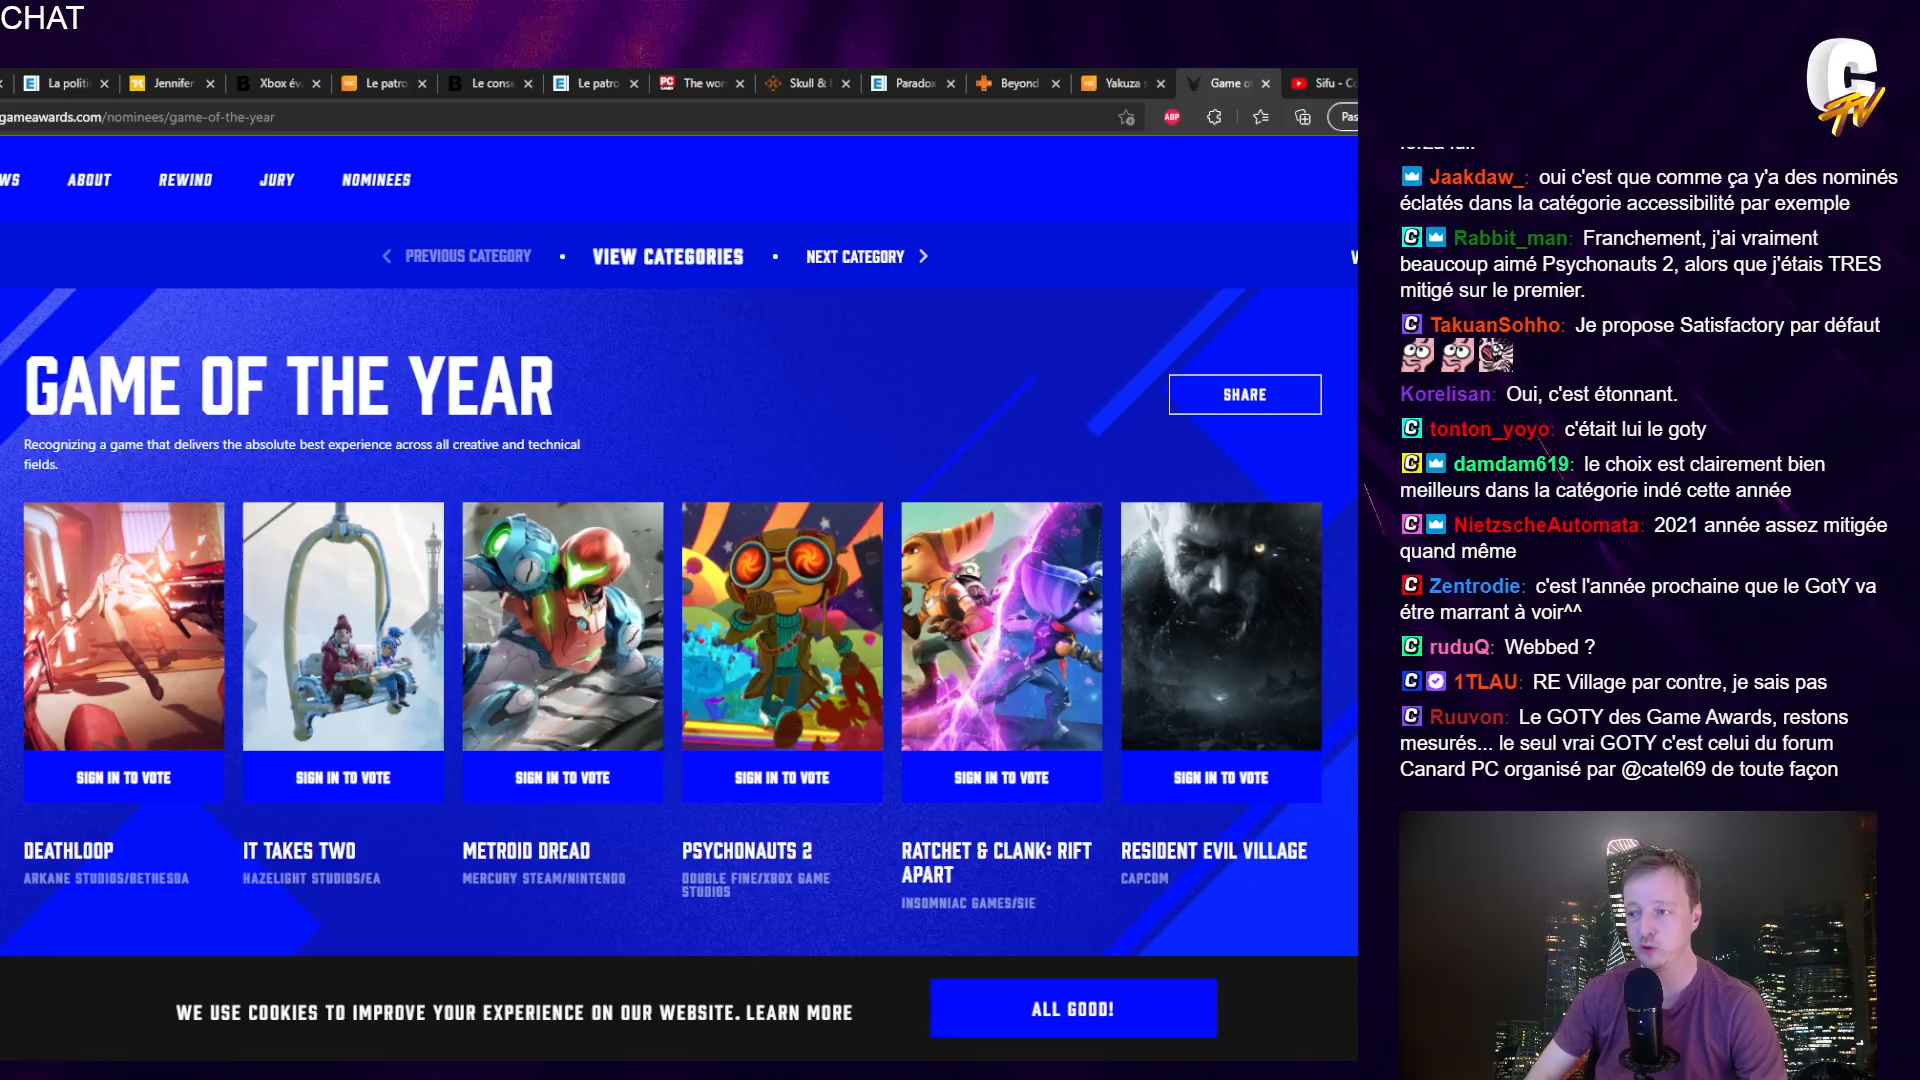 CHAT
La politi
Jennifer
Xbox év
Le patro
Le cons
Le patro
The wor
Skull &
Paradox
Beyond
Yakuza s
Game of
Sifu - C
gameawards.com/nominees/game-of-the-year
ABP
Pas
WS
ABOUT
REWIND
JURY
NOMINEES
PREVIOUS CATEGORY
VIEW CATEGORIES
NEXT CATEGORY
GAME OF THE YEAR
SHARE
Recognizing a game that delivers the absolute best experience across all creative and technical
fields.
SIGN IN TO VOTE
SIGN IN TO VOTE
SIGN IN TO VOTE
SIGN IN TO VOTE
SIGN IN TO VOTE
SIGN IN TO VOTE
DEATHLOOP
ARKANE STUDIOS/BETHESDA
IT TAKES TWO
HAZELIGHT STUDIOS/EA
METROID DREAD
MERCURY STEAM/NINTENDO
PSYCHONAUTS 2
DOUBLE FINE/XBOX GAME
STUDIOS
RATCHET & CLANK: RIFT
APART
INSOMNIAC GAMES/SIE
RESIDENT EVIL VILLAGE
CAPCOM
WE USE COOKIES TO IMPROVE YOUR EXPERIENCE ON OUR WEBSITE. LEARN MORE
ALL GOOD!
C TV
Jaakdaw_: oui c'est que comme ça y'a des nominés
éclatés dans la catégorie accessibilité par exemple
Rabbit_man: Franchement, j'ai vraiment
beaucoup aimé Psychonauts 2, alors que j'étais TRES
mitigé sur le premier.
TakuanSohho: Je propose Satisfactory par défaut
Korelisan: Oui, c'est étonnant.
tonton_yoyo: c'était lui le goty
damdam619: le choix est clairement bien
meilleurs dans la catégorie indé cette année
NietzscheAutomata: 2021 année assez mitigée
quand même
Zentrodie: c'est l'année prochaine que le GotY va
étre marrant à voir^^
ruduQ: Webbed ?
1TLAU: RE Village par contre, je sais pas
Ruuvon: Le GOTY des Game Awards, restons
mesurés... le seul vrai GOTY c'est celui du forum
Canard PC organisé par @catel69 de toute façon